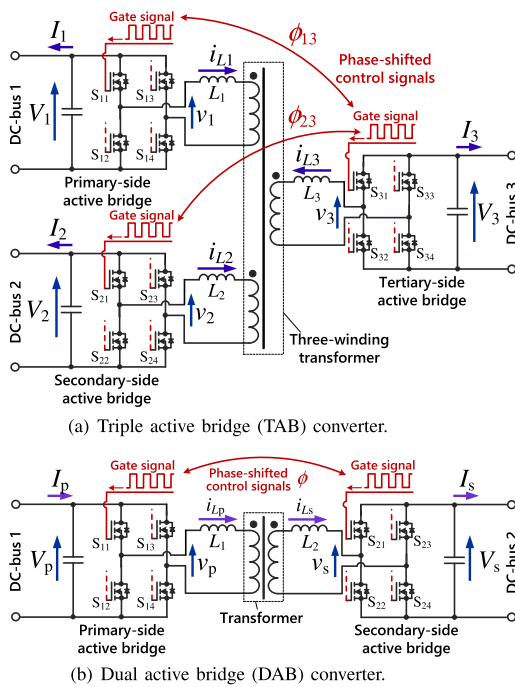 Gate signal
I1
ϕ13
DC-bus 1
V1
S11
S13
iL1
L1
v1
S12
S14
Primary-side
active bridge
Phase-shifted
control signals
Gate signal
ϕ23
I3
iL3
L3
S31
S33
v3
V3
S32
S34
DC-bus 3
Tertiary-side
active bridge
Gate signal
I2
DC-bus 2
V2
S21
S23
iL2
L2
v2
S22
S24
Three-winding
transformer
Secondary-side
active bridge
(a) Triple active bridge (TAB) converter.
Gate signal
Phase-shifted
control signals ϕ
Gate signal
Ip
DC-bus 1
Vp
S11
S13
iLp
L1
vp
S12
S14
iLs
L2
vs
S21
S23
Is
Vs
S22
S24
DC-bus 2
Transformer
Primary-side
active bridge
Secondary-side
active bridge
(b) Dual active bridge (DAB) converter.